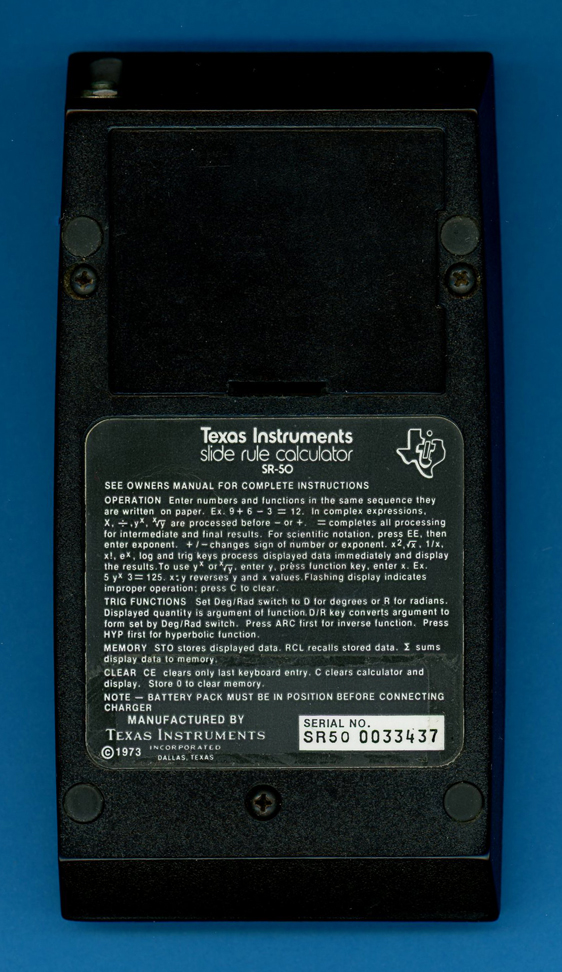 Texas Instruments
slide rule calculator
SR-50
SEE OWNERS MANUAL FOR COMPLETE INSTRUCTIONS
OPERATION Enter numbers and functions in the same sequence they
are written on paper. Ex. 9 + 6 − 3 = 12. In complex expressions,
X, ÷, yˣ, ˣ√y are processed before − or +. = completes all processing
for intermediate and final results. For scientific notation, press EE, then
enter exponent. +/− changes sign of number or exponent. x², √x, 1/x,
x!, eˣ, log and trig keys process displayed data immediately and display
the results. To use yˣ or ˣ√y, enter y, press function key, enter x. Ex.
5 yˣ 3 = 125. x:y reverses y and x values. Flashing display indicates
improper operation; press C to clear.
TRIG FUNCTIONS Set Deg/Rad switch to D for degrees or R for radians.
Displayed quantity is argument of function. D/R key converts argument to
form set by Deg/Rad switch. Press ARC first for inverse function. Press
HYP first for hyperbolic function.
MEMORY STO stores displayed data. RCL recalls stored data. Σ sums
display data to memory.
CLEAR CE clears only last keyboard entry. C clears calculator and
display. Store 0 to clear memory.
NOTE — BATTERY PACK MUST BE IN POSITION BEFORE CONNECTING
CHARGER
MANUFACTURED BY
TEXAS INSTRUMENTS
INCORPORATED
©1973
DALLAS, TEXAS
SERIAL NO.
SR50 0033437